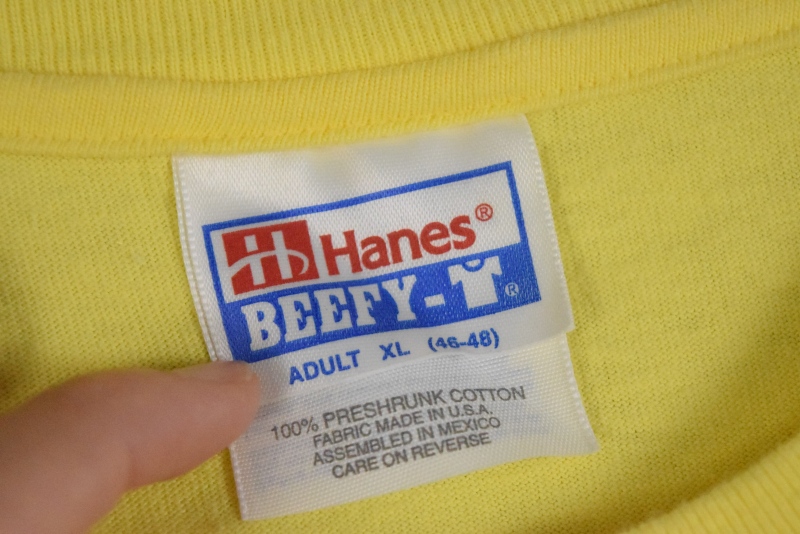 Hanes®
BEEFY-T®
ADULT XL (46-48)
100% PRESHRUNK COTTON
FABRIC MADE IN U.S.A.
ASSEMBLED IN MEXICO
CARE ON REVERSE